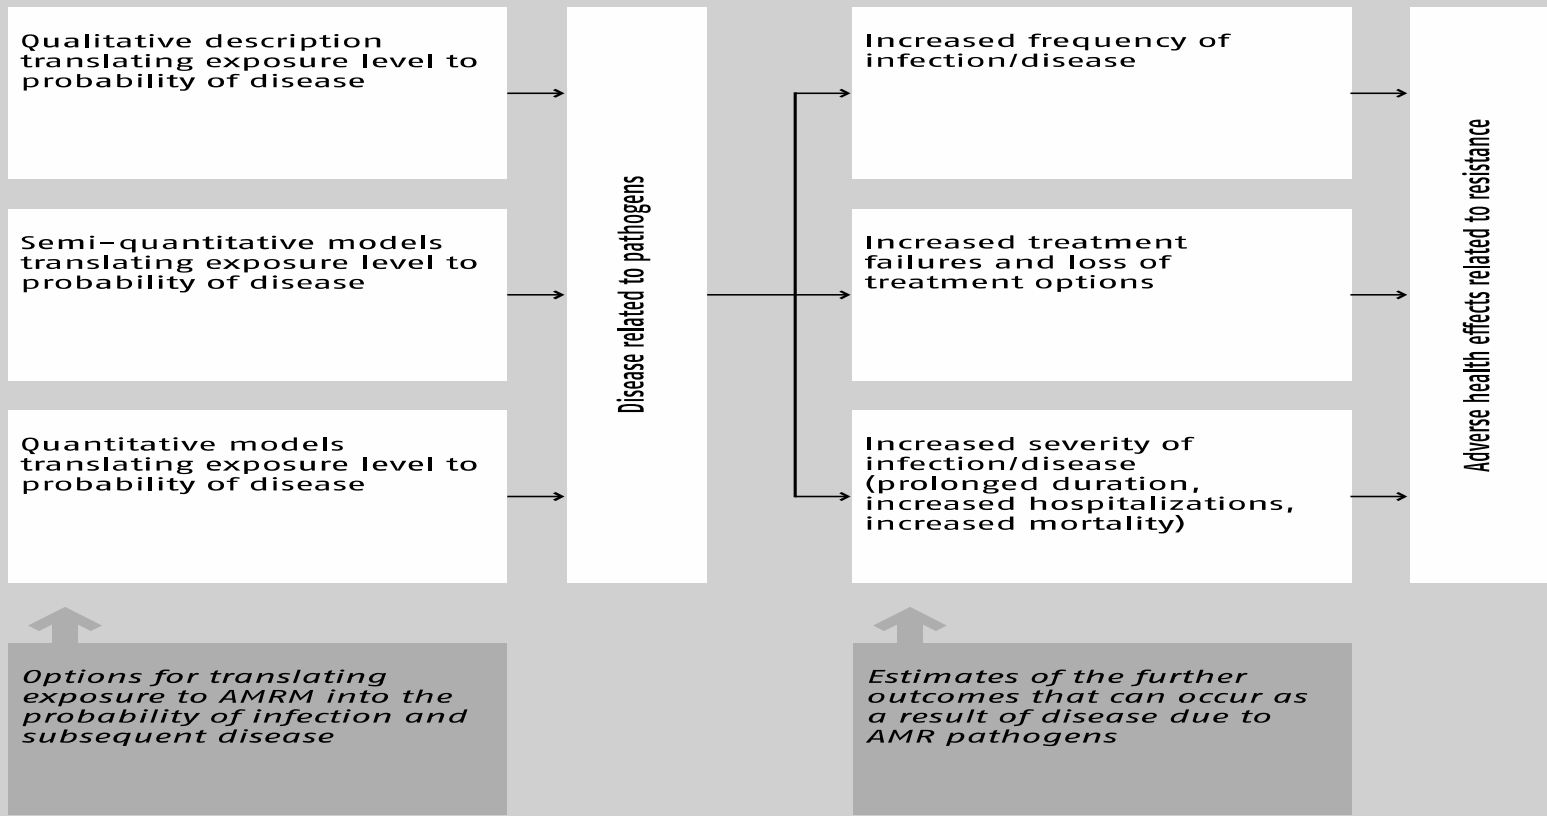 Qualitative description
translating exposure level to
probability of disease
Semi-quantitative models
translating exposure level to
probability of disease
Quantitative models
translating exposure level to
probability of disease
Options for translating
exposure to AMRM into the
probability of infection and
subsequent disease
Disease related to pathogens
Increased frequency of
infection/disease
Increased treatment
failures and loss of
treatment options
Increased severity of
infection/disease
(prolonged duration,
increased hospitalizations,
increased mortality)
Estimates of the further
outcomes that can occur as
a result of disease due to
AMR pathogens
Adverse health effects related to resistance